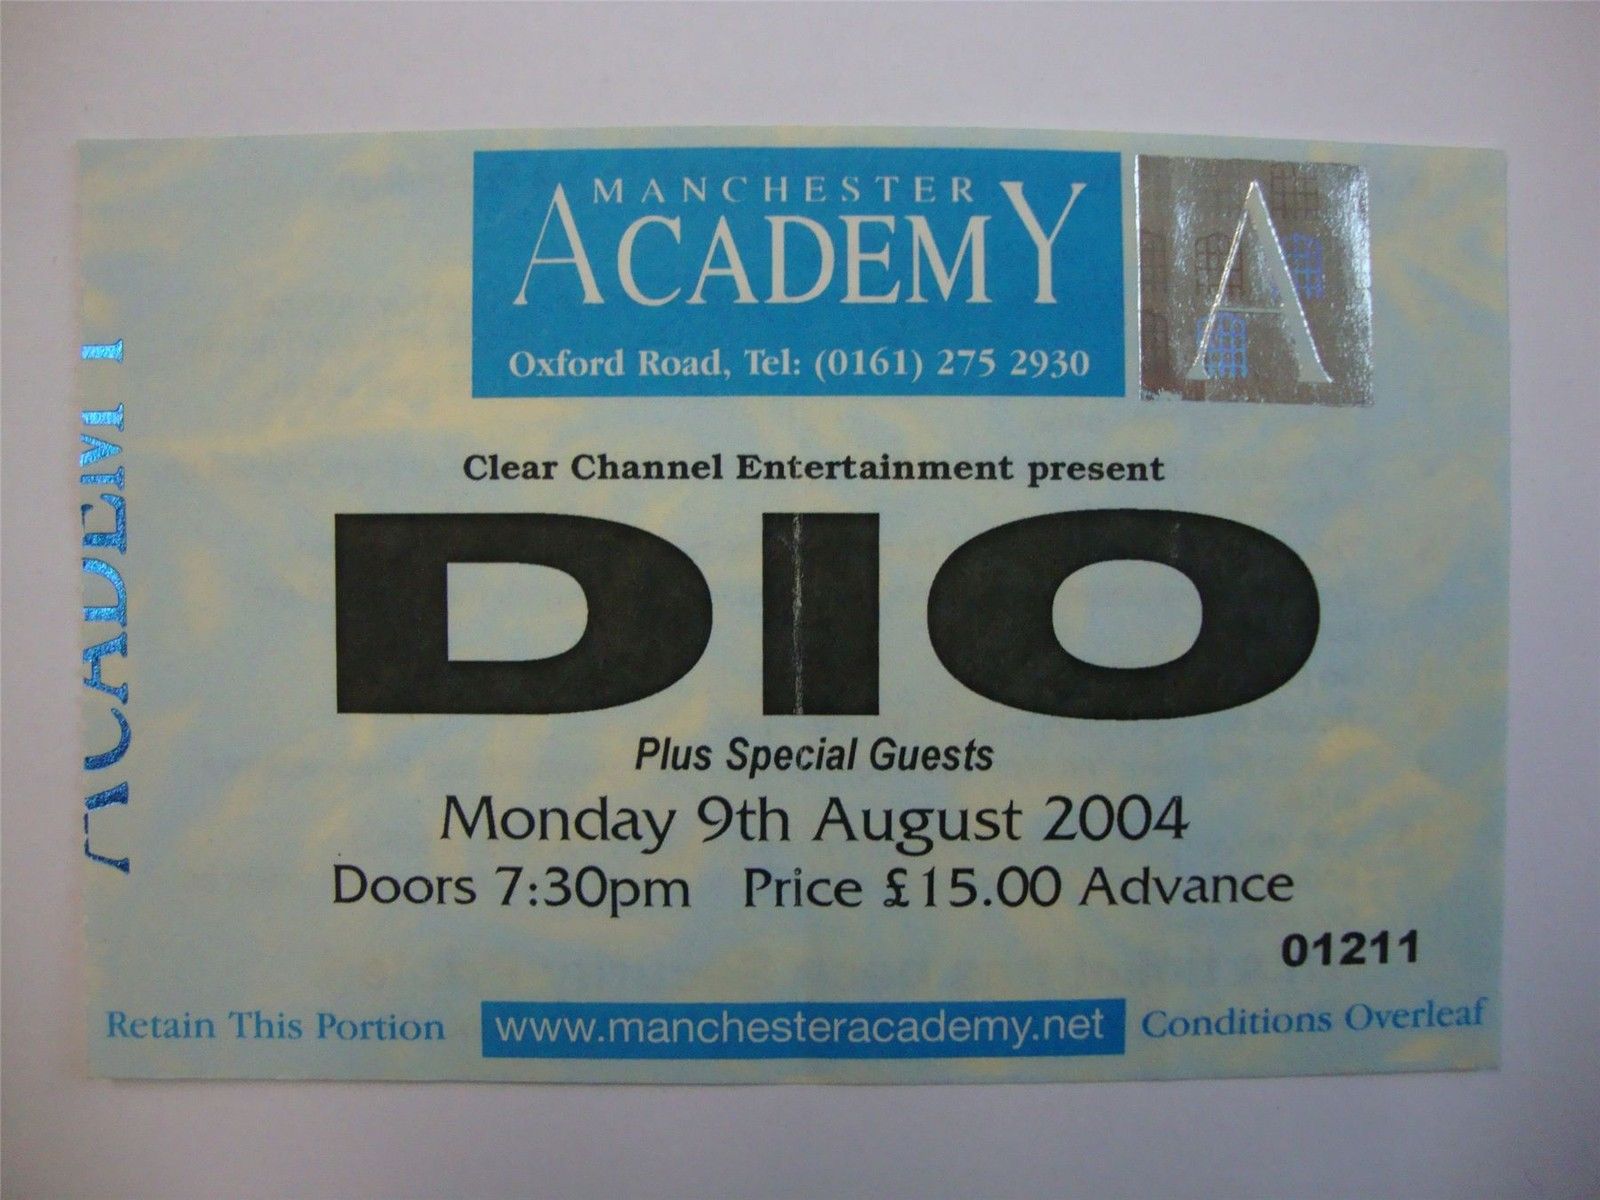 MANCHESTER
ACADEMY
Oxford Road, Tel: (0161) 275 2930
A
ACADEMY 1
Clear Channel Entertainment present
DIO
Plus Special Guests
Monday 9th August 2004
Doors 7:30pm Price £15.00 Advance
01211
Retain This Portion www.manchesteracademy.net Conditions Overleaf